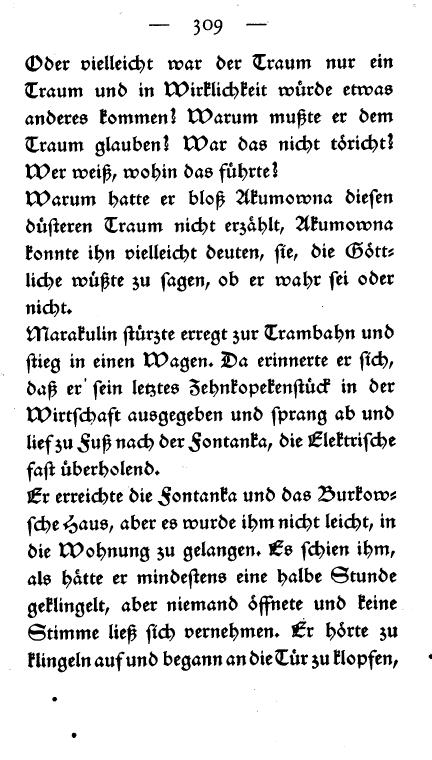 — 309 —
Oder vielleicht war der Traum nur ein
Traum und in Wirklichkeit würde etwas
anderes kommen? Warum mußte er dem
Traum glauben? War das nicht töricht?
Wer weiß, wohin das führte?
Warum hatte er bloß Akumowna diesen
düsteren Traum nicht erzählt, Akumowna
konnte ihn vielleicht deuten, sie, die Gött-
liche wüßte zu sagen, ob er wahr sei oder
nicht.
Marakulin stürzte erregt zur Trambahn und
stieg in einen Wagen. Da erinnerte er sich,
daß er sein letztes Zehnkopekenstück in der
Wirtschaft ausgegeben und sprang ab und
lief zu Fuß nach der Fontanka, die Elektrische
fast überholend.
Er erreichte die Fontanka und das Burkow-
sche Haus, aber es wurde ihm nicht leicht, in
die Wohnung zu gelangen. Es schien ihm,
als hätte er mindestens eine halbe Stunde
geklingelt, aber niemand öffnete und keine
Stimme ließ sich vernehmen. Er hörte zu
klingeln auf und begann an die Tür zu klopfen,